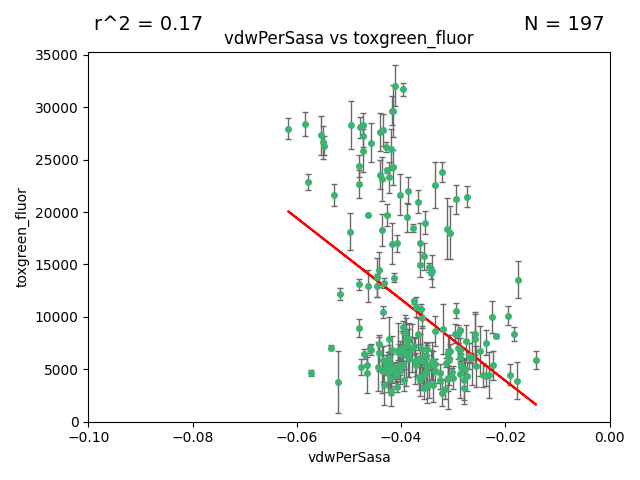 r^2 = 0.17
N = 197
vdwPerSasa vs toxgreen_fluor
toxgreen_fluor
35000
30000
25000
20000
15000
10000
5000
0
−0.10
−0.08
−0.06
−0.04
−0.02
0.00
vdwPerSasa